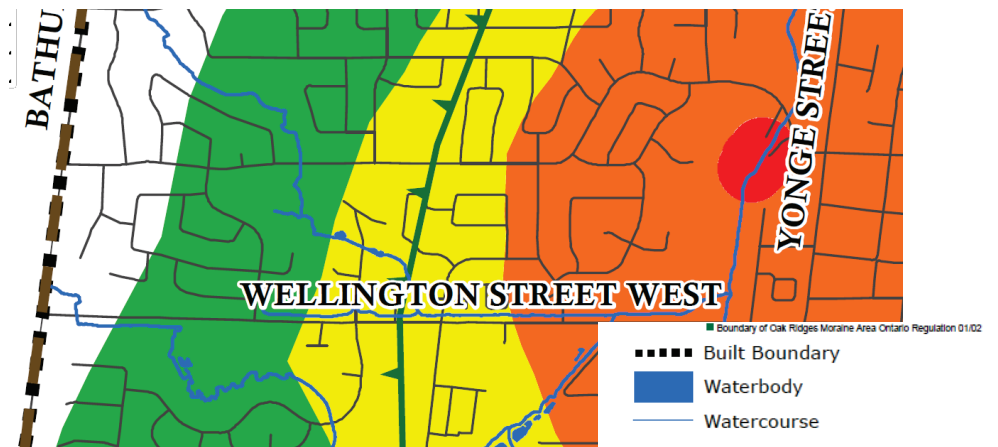 BATHU
YONGE STREE
WELLINGTON STREET WEST
Boundary of Oak Ridges Moraine Area Ontario Regulation 01/02
Built Boundary
Waterbody
Watercourse